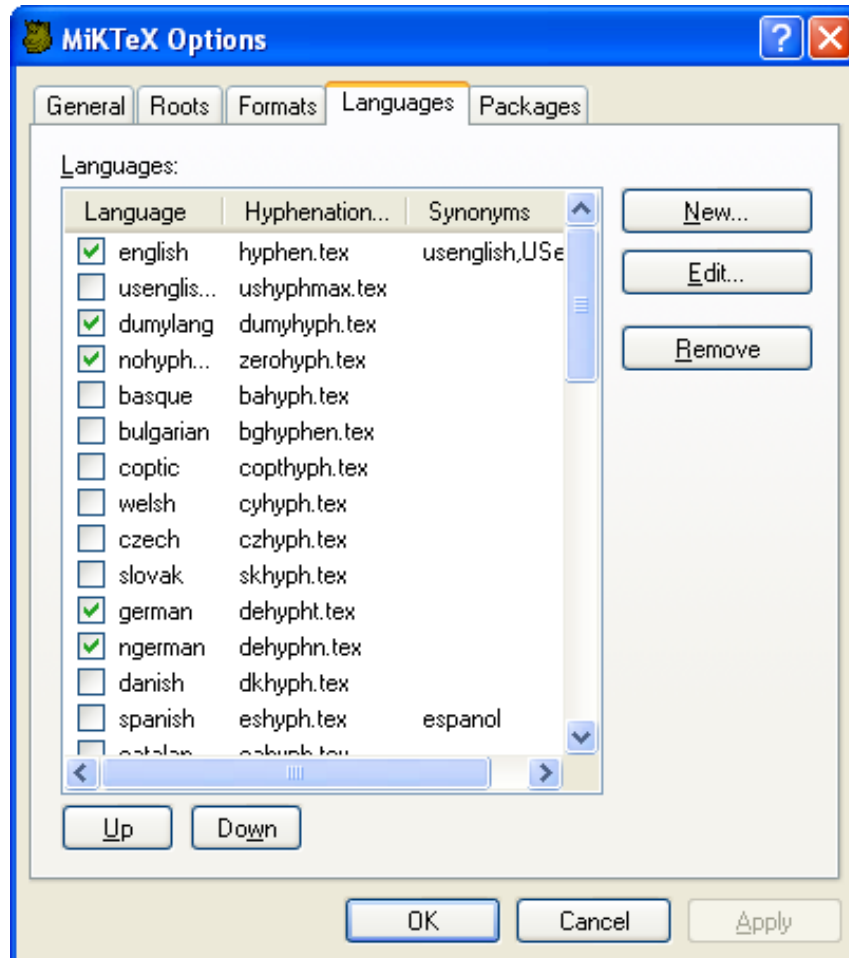 MiKTeX Options
General Roots Formats Languages Packages
Languages:
Language Hyphenation... Synonyms
New...
english hyphen.tex usenglish,USe
Edit...
usenglis... ushyphmax.tex
dumylang dumyhyph.tex
Remove
nohyph... zerohyph.tex
basque bahyph.tex
bulgarian bghyphen.tex
coptic copthyph.tex
welsh cyhyph.tex
czech czhyph.tex
slovak skhyph.tex
german dehypht.tex
ngerman dehyphn.tex
danish dkhyph.tex
spanish eshyph.tex espanol
catalan
Up Down
OK Cancel Apply